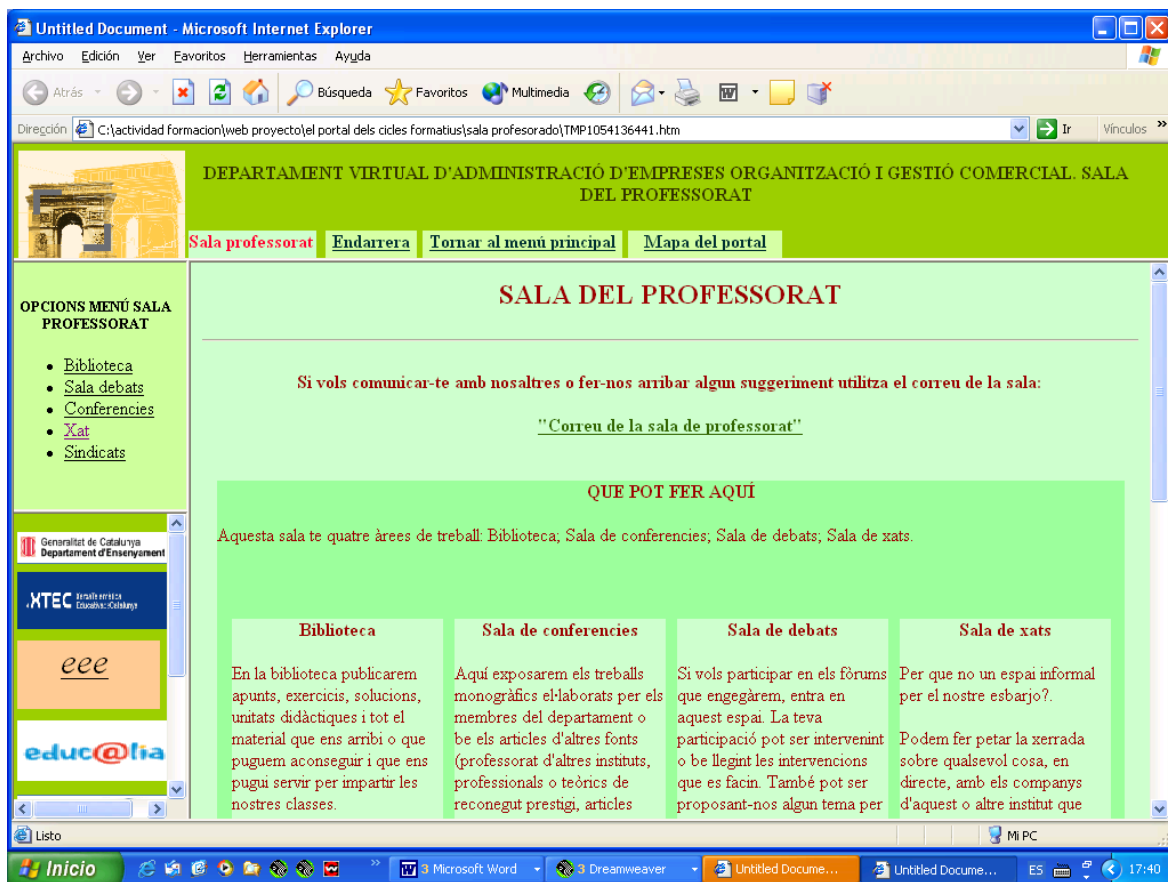 Untitled Document - Microsoft Internet Explorer
Archivo Edición Ver Favoritos Herramientas Ayuda
Atrás Búsqueda Favoritos Multimedia
Dirección C:\actividad formacion\web proyecto\el portal dels cicles formatius\sala profesorado\TMP1054136441.htm Ir Vínculos »
DEPARTAMENT VIRTUAL D'ADMINISTRACIÓ D'EMPRESES ORGANITZACIÓ I GESTIÓ COMERCIAL. SALA
DEL PROFESSORAT
Sala professorat Endarrera Tornar al menú principal Mapa del portal
OPCIONS MENÚ SALA
PROFESSORAT
• Biblioteca
• Sala debats
• Conferencies
• Xat
• Sindicats
Generalitat de Catalunya
Departament d'Ensenyament
XTEC
eee
educ@lia
SALA DEL PROFESSORAT
Si vols comunicar-te amb nosaltres o fer-nos arribar algun suggeriment utilitza el correu de la sala:
"Correu de la sala de professorat"
QUE POT FER AQUÍ
Aquesta sala te quatre àrees de treball: Biblioteca; Sala de conferencies; Sala de debats; Sala de xats.
Biblioteca
En la biblioteca publicarem
apunts, exercicis, solucions,
unitats didàctiques i tot el
material que ens arribi o que
puguem aconseguir i que ens
pugui servir per impartir les
nostres classes.
Sala de conferencies
Aquí exposarem els treballs
monogràfics el·laborats per els
membres del departament o
be els articles d'altres fonts
(professorat d'altres instituts,
professionals o teòrics de
reconegut prestigi, articles
Sala de debats
Si vols participar en els fòrums
que engegàrem, entra en
aquest espai. La teva
participació pot ser intervenint
o be llegint les intervencions
que es facin. També pot ser
proposant-nos algun tema per
Sala de xats
Per que no un espai informal
per el nostre esbarjo?.
Podem fer petar la xerrada
sobre qualsevol cosa, en
directe, amb els companys
d'aquest o altre institut que
Listo Mi PC
Inicio » 3 Microsoft Word 3 Dreamweaver Untitled Docume... Untitled Docume... ES 17:40